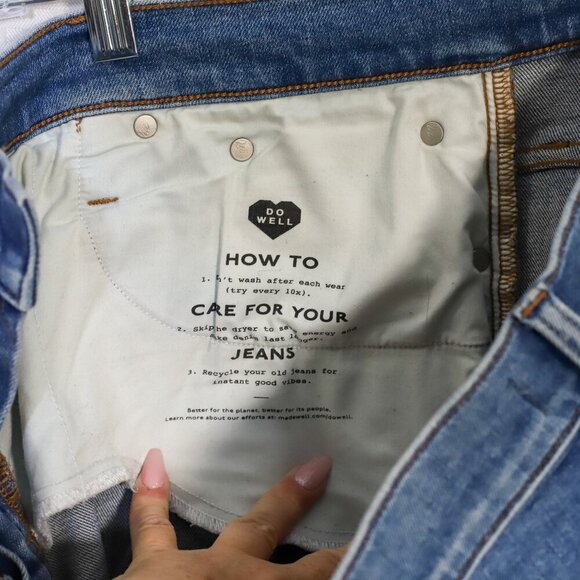 DO
WELL
HOW TO
1. wash after each wear
(try every 10x).
CARE FOR YOUR
2. dryer to energy and
denim last
JEANS
3. Recycle your old jeans for
instant good vibes.
Better for the planet, better for its people.
Learn more about our efforts at: madewell.com/dowell.